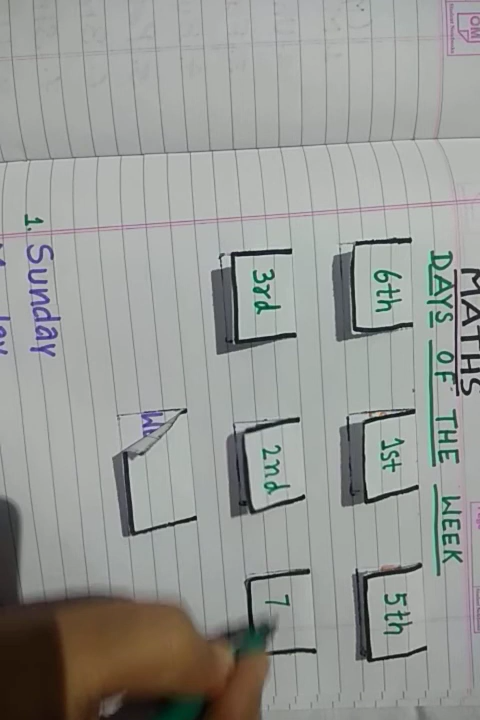 MATHS
DAYS OF THE WEEK
6th 1st 5th
3rd 2nd 7
1. Sunday